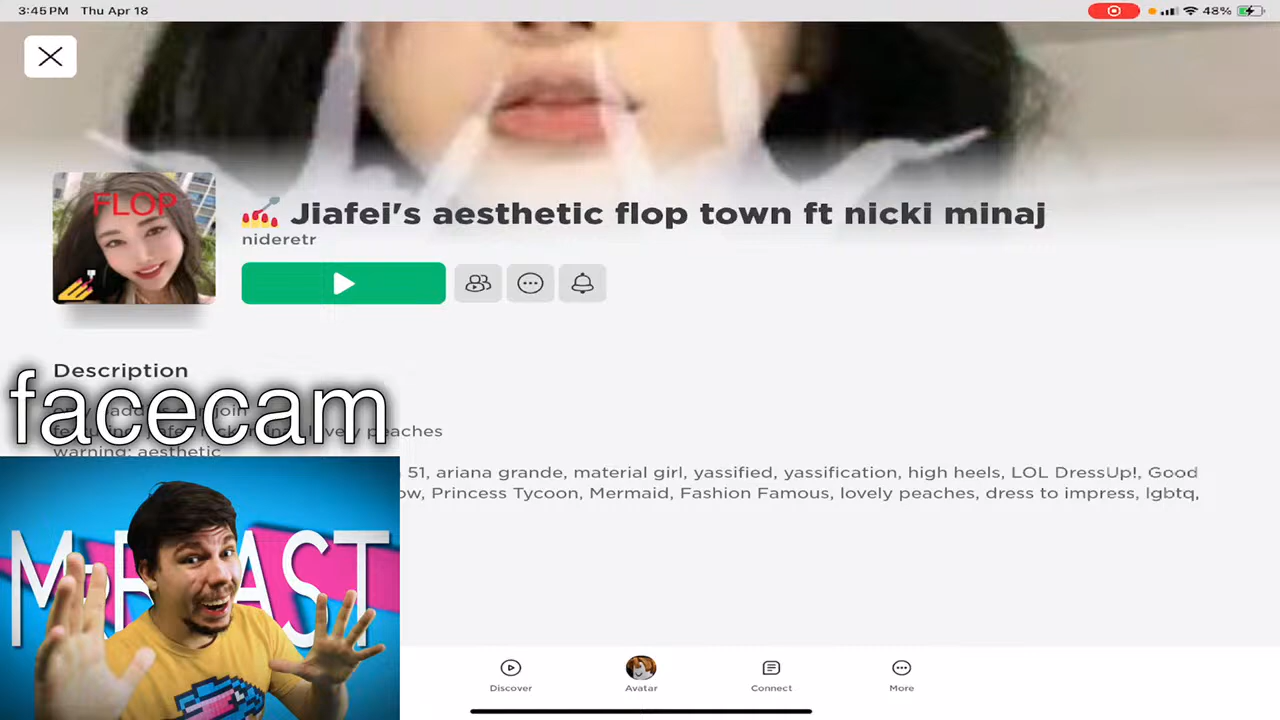 3:45 PM Thu Apr 18
48%
FLOP
Jiafei's aesthetic flop town ft nicki minaj
nideretr
Description
facecam
join
peaches
warning: aesthetic
51, ariana grande, material girl, yassified, yassification, high heels, LOL DressUp!, Good
Princess Tycoon, Mermaid, Fashion Famous, lovely peaches, dress to impress, lgbtq,
Discover
Avatar
Connect
More